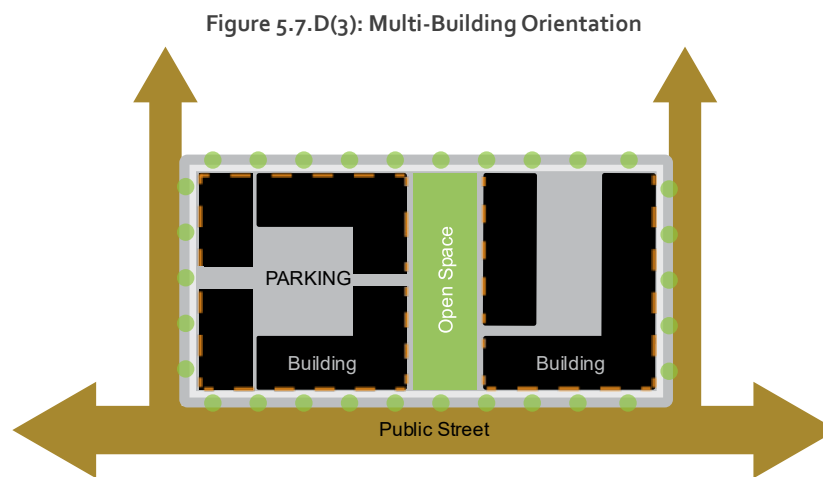 Figure 5.7.D(3): Multi-Building Orientation
PARKING
Open Space
Building
Building
Public Street